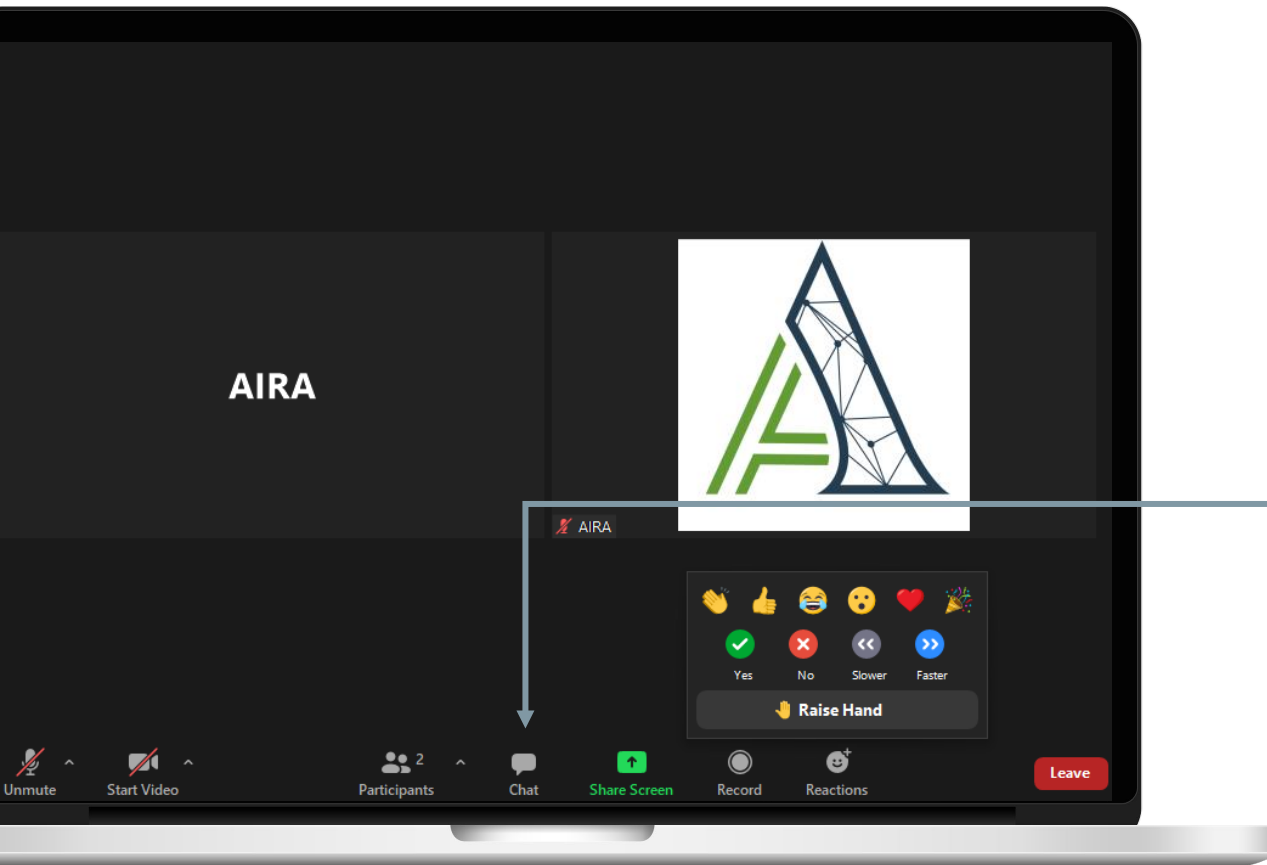 AIRA
AIRA
Yes No Slower Faster
Raise Hand
2
Unmute Start Video Participants Chat Share Screen Record Reactions Leave